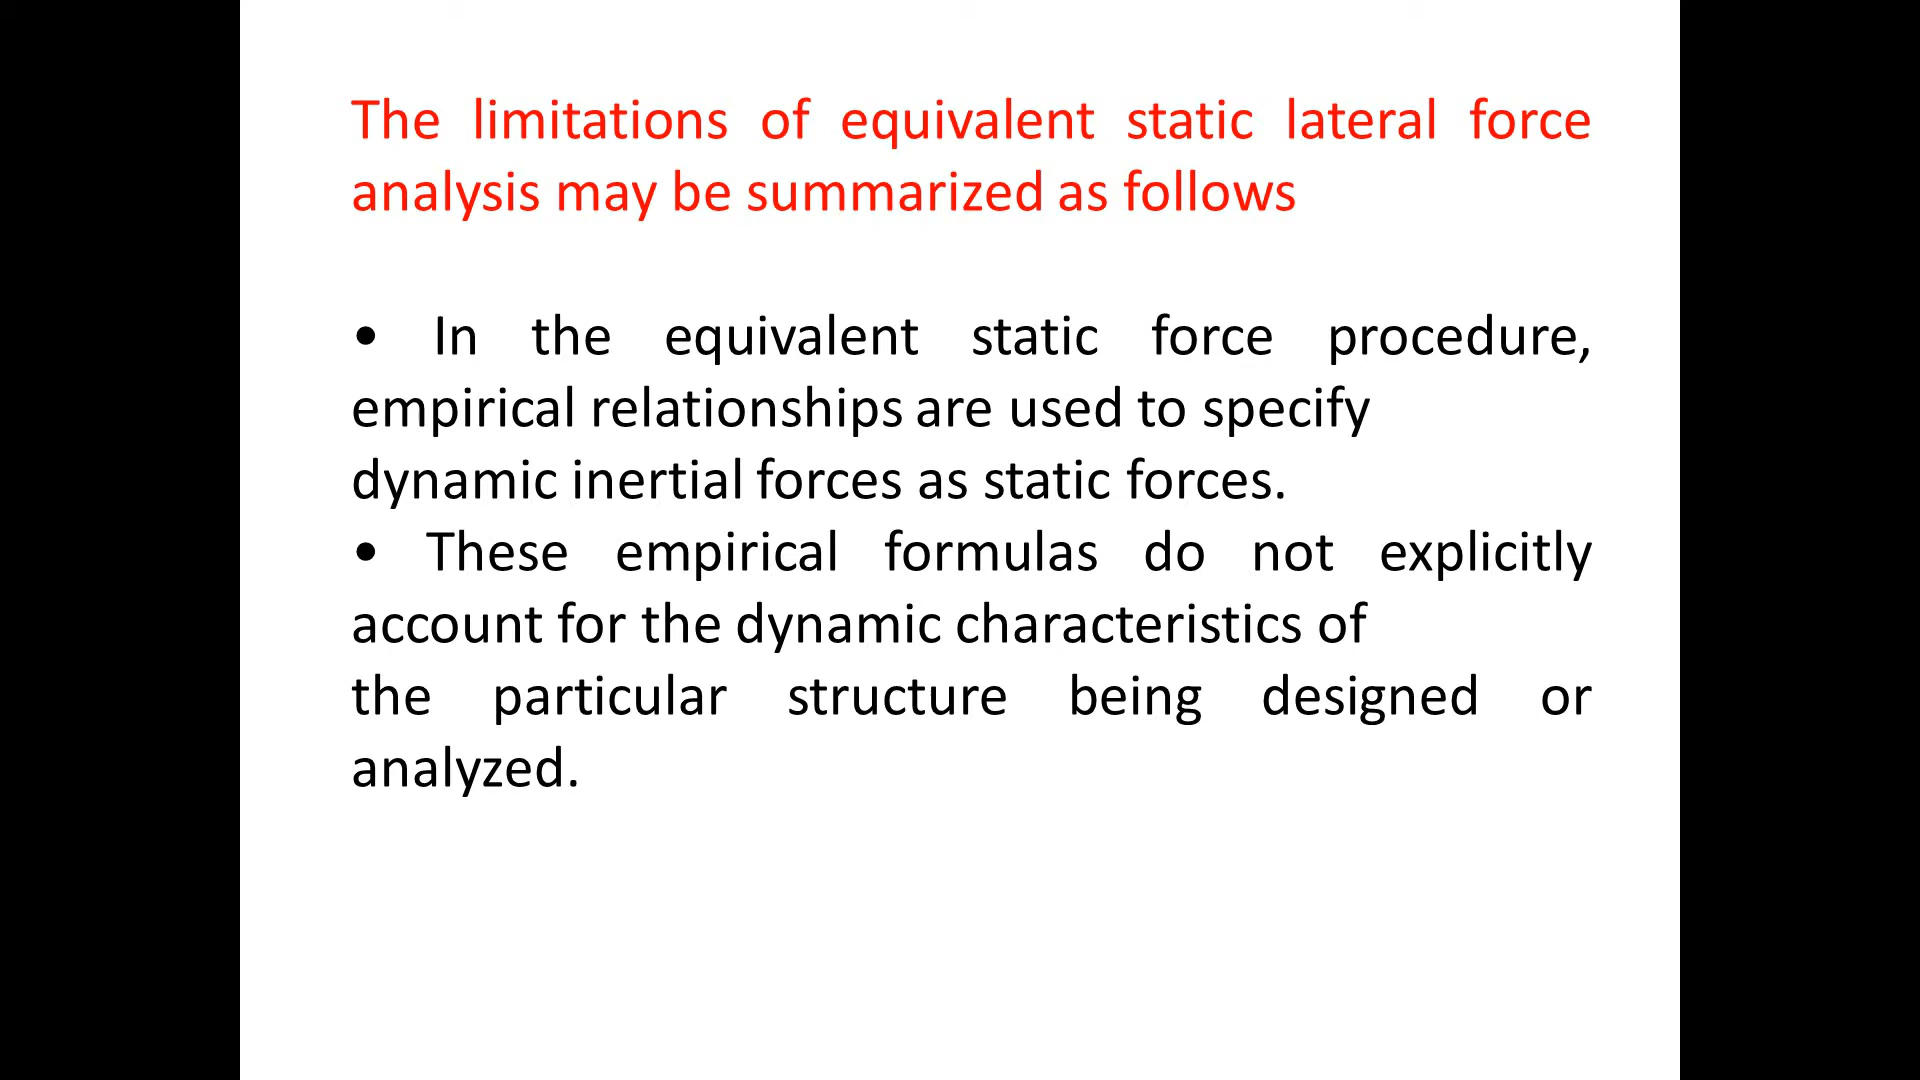 The limitations of equivalent static lateral force
analysis may be summarized as follows
• In the equivalent static force procedure,
empirical relationships are used to specify
dynamic inertial forces as static forces.
• These empirical formulas do not explicitly
account for the dynamic characteristics of
the particular structure being designed or
analyzed.